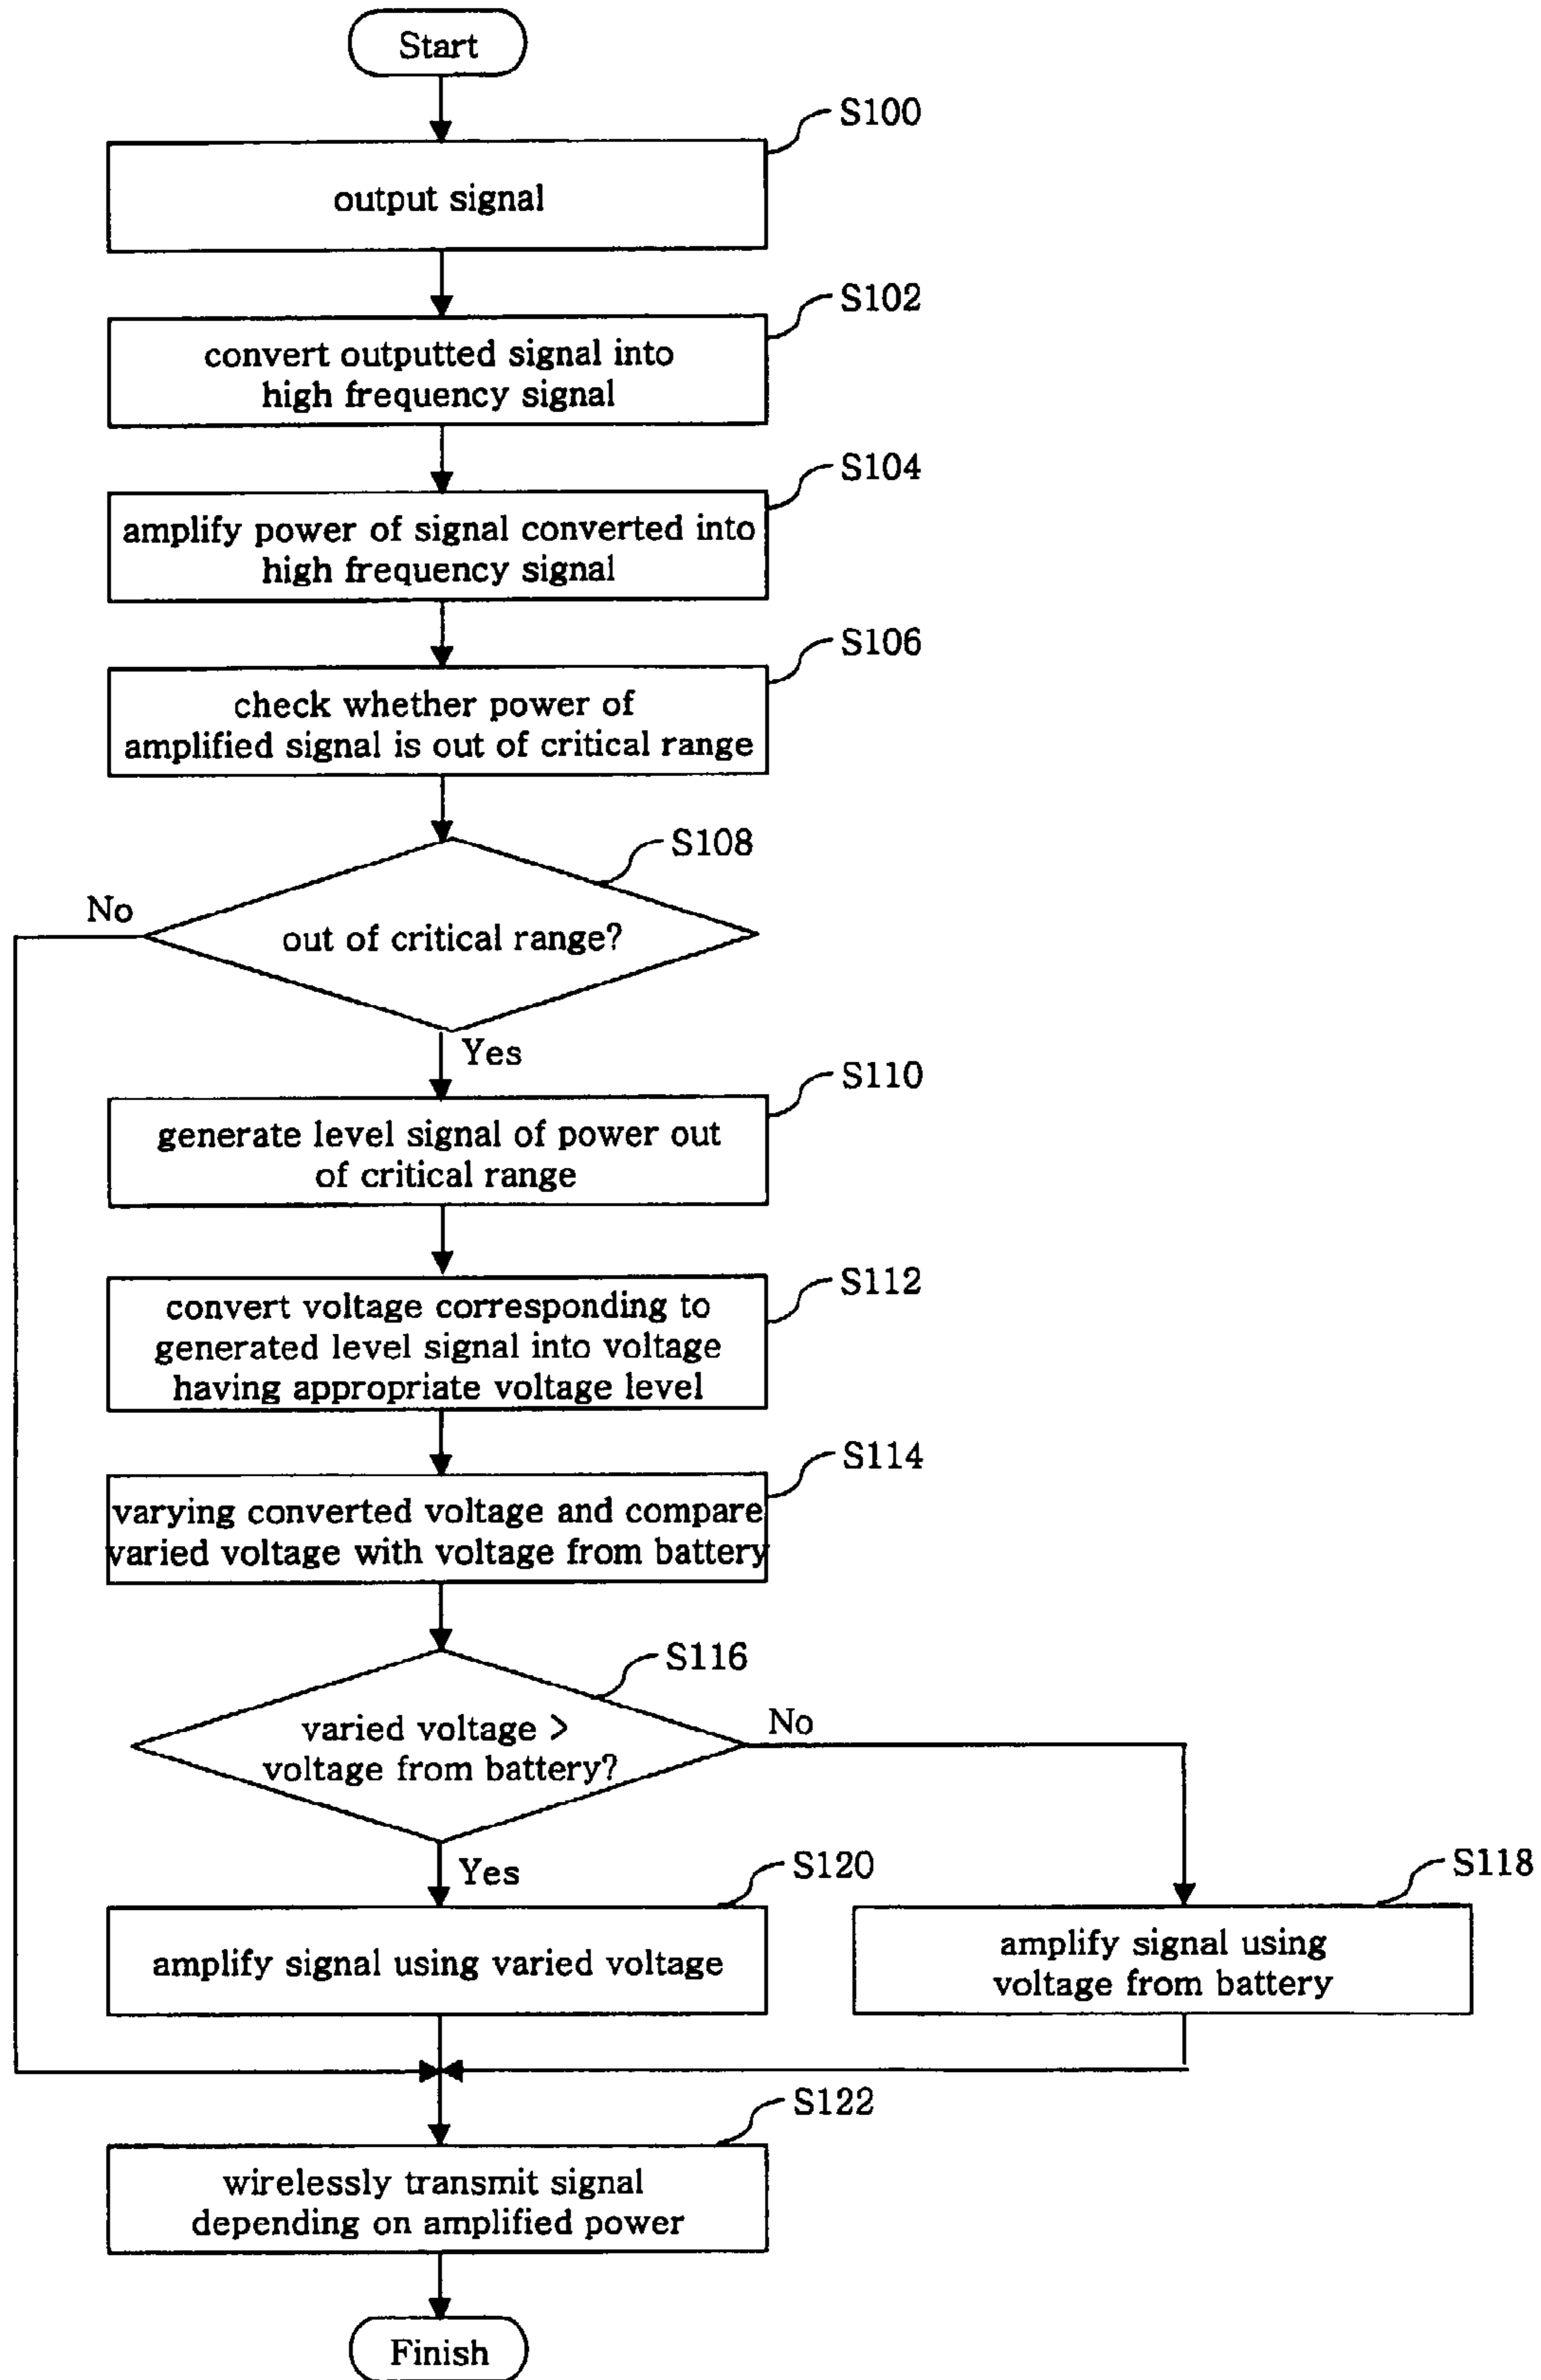 Start
S100
output signal
S102
convert outputted signal into
high frequency signal
S104
amplify power of signal converted into
high frequency signal
S106
check whether power of
amplified signal is out of critical range
S108
No
out of critical range?
Yes
S110
generate level signal of power out
of critical range
S112
convert voltage corresponding to
generated level signal into voltage
having appropriate voltage level
S114
varying converted voltage and compare
varied voltage with voltage from battery
S116
varied voltage >
voltage from battery?
No
Yes
S120
amplify signal using varied voltage
S118
amplify signal using
voltage from battery
S122
wirelessly transmit signal
depending on amplified power
Finish